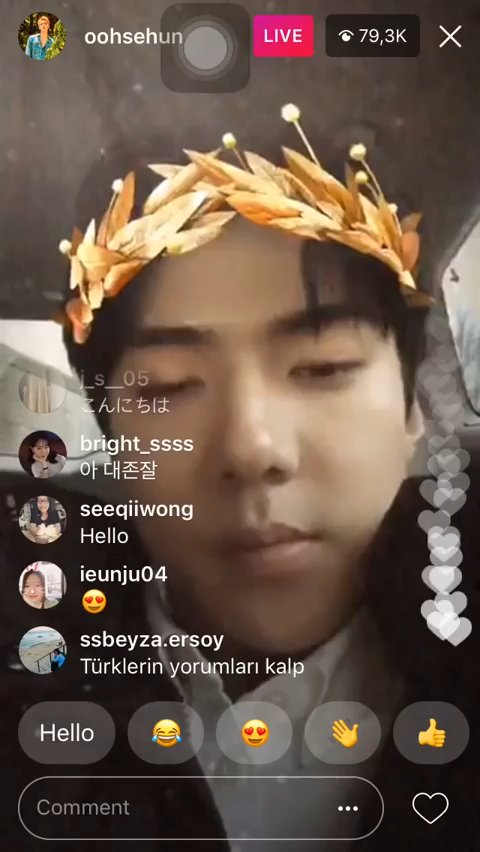 oohsehun
LIVE
79,3K
j_s__05
こんにちは
bright_ssss
아 대존잘
seeqiiwong
Hello
ieunju04
😍
ssbeyza.ersoy
Türklerin yorumları kalp
Hello 😂 😍 👋 👍
Comment